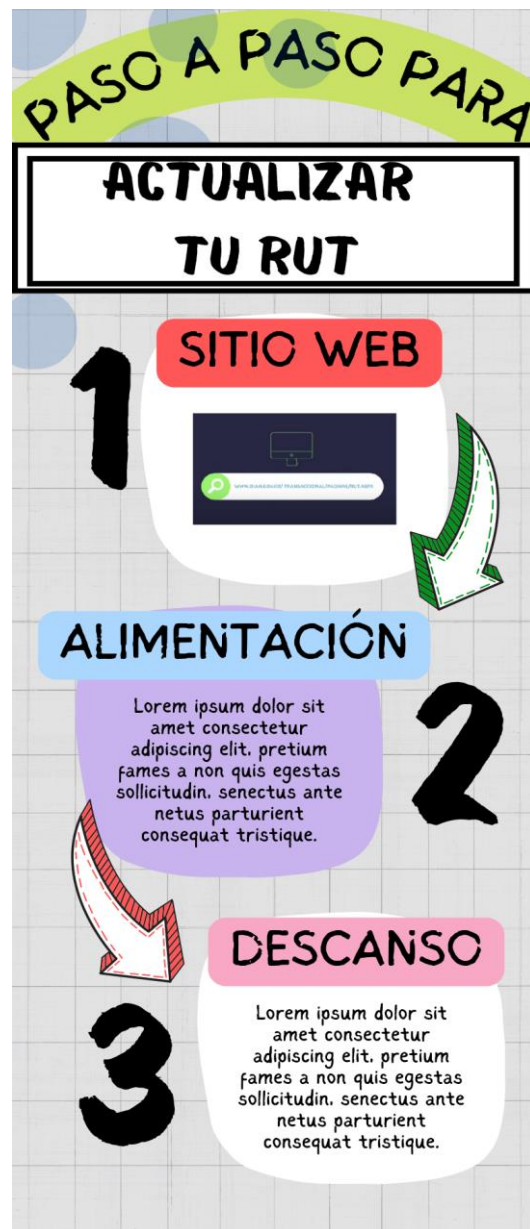 PASO A PASO PARA
ACTUALIZAR
TU RUT
1
SITIO WEB
ALIMENTACIÓN
2
Lorem ipsum dolor sit
amet consectetur
adipiscing elit. pretium
fames a non quis egestas
sollicitudin. senectus ante
netus parturient
consequat tristique.
DESCANSO
3
Lorem ipsum dolor sit
amet consectetur
adipiscing elit. pretium
fames a non quis egestas
sollicitudin. senectus ante
netus parturient
consequat tristique.